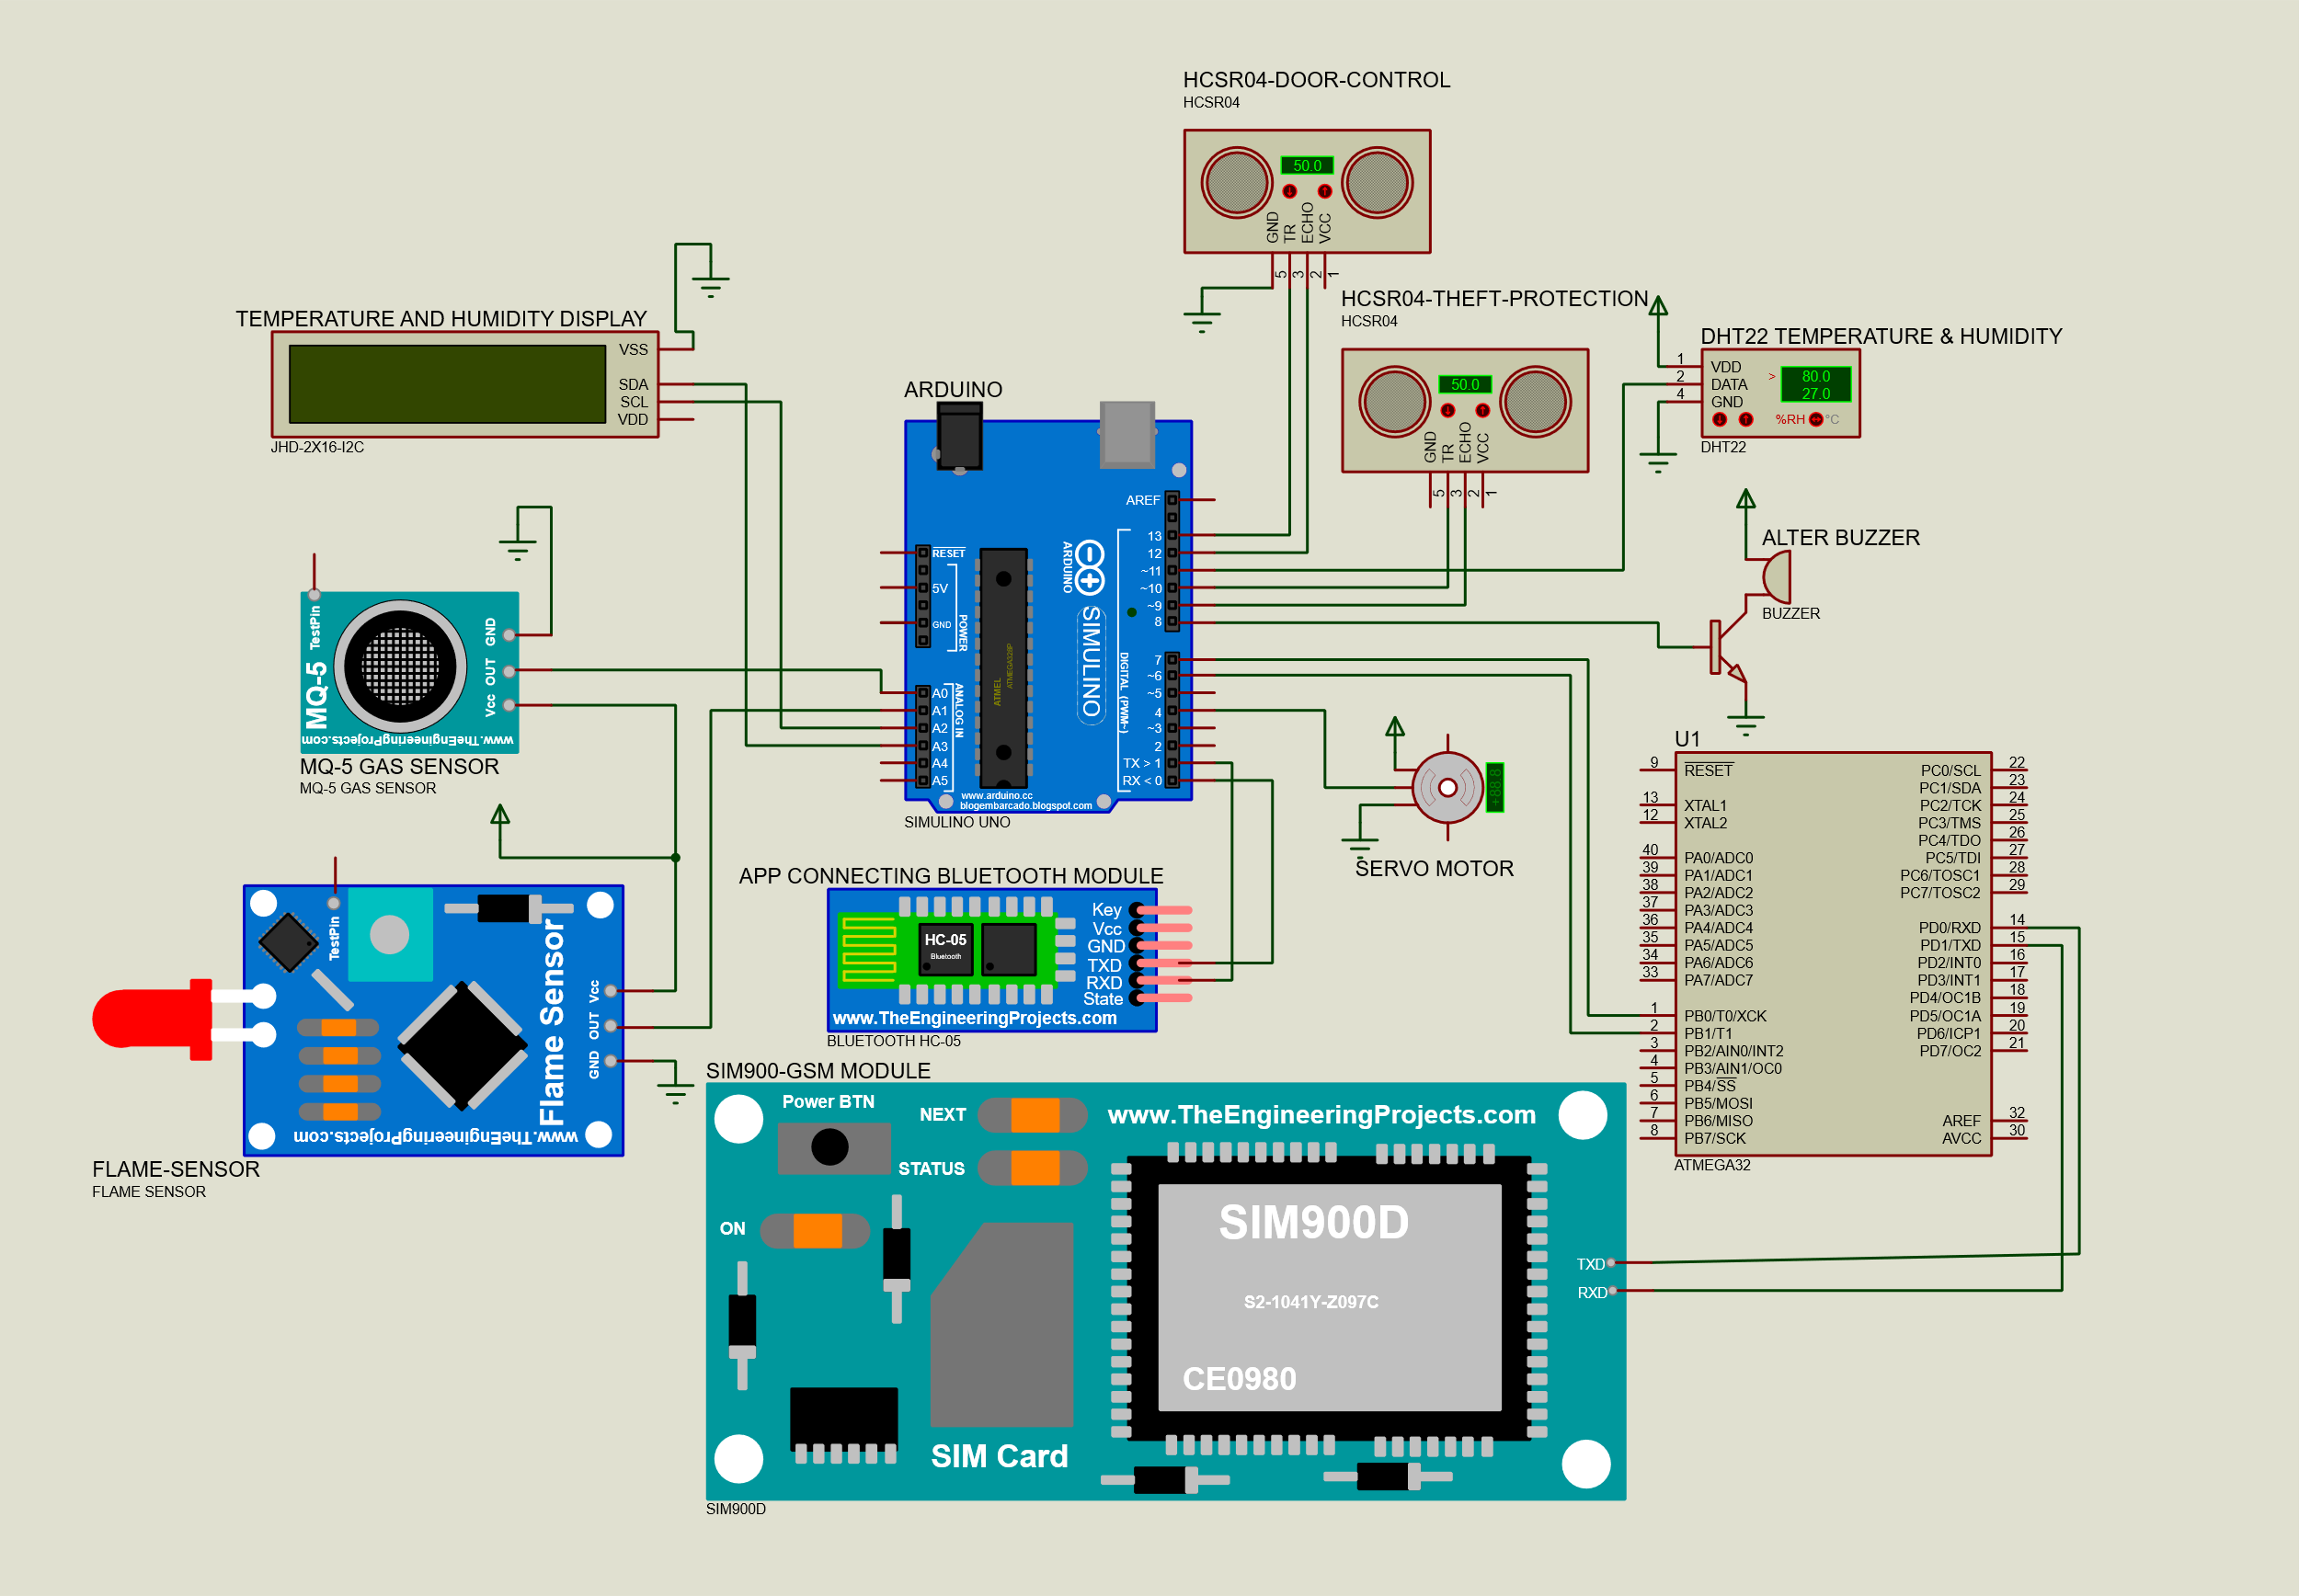 HCSR04-DOOR-CONTROL
HCSR04
50.0
GND
TR
ECHO
VCC
5
3
2
1
HCSR04-THEFT-PROTECTION
HCSR04
50.0
GND
TR
ECHO
VCC
5
3
2
1
DHT22 TEMPERATURE & HUMIDITY
1
2
4
VDD
DATA
GND
>
80.0
27.0
%RH
°C
DHT22
TEMPERATURE AND HUMIDITY DISPLAY
VSS
SDA
SCL
VDD
JHD-2X16-I2C
ARDUINO
AREF
13
12
~11
~10
~9
8
7
~6
~5
4
~3
2
TX > 1
RX < 0
RESET
5V
GND
POWER
A0
A1
A2
A3
A4
A5
ANALOG IN
ATMEL
ATMEGA328P
ARDUINO
SIMULINO
DIGITAL (PWM~)
www.arduino.cc
blogembarcado.blogspot.com
SIMULINO UNO
ALTER BUZZER
BUZZER
TestPin
MQ-5
GND
OUT
Vcc
www.TheEngineeringProjects.com
MQ-5 GAS SENSOR
MQ-5 GAS SENSOR
+88.8
SERVO MOTOR
U1
9
13
12
40
39
38
37
36
35
34
33
1
2
3
4
5
6
7
8
RESET
XTAL1
XTAL2
PA0/ADC0
PA1/ADC1
PA2/ADC2
PA3/ADC3
PA4/ADC4
PA5/ADC5
PA6/ADC6
PA7/ADC7
PB0/T0/XCK
PB1/T1
PB2/AIN0/INT2
PB3/AIN1/OC0
PB4/SS
PB5/MOSI
PB6/MISO
PB7/SCK
PC0/SCL
PC1/SDA
PC2/TCK
PC3/TMS
PC4/TDO
PC5/TDI
PC6/TOSC1
PC7/TOSC2
PD0/RXD
PD1/TXD
PD2/INT0
PD3/INT1
PD4/OC1B
PD5/OC1A
PD6/ICP1
PD7/OC2
AREF
AVCC
22
23
24
25
26
27
28
29
14
15
16
17
18
19
20
21
32
30
ATMEGA32
TestPin
Flame Sensor
Vcc
OUT
GND
www.TheEngineeringProjects.com
FLAME-SENSOR
FLAME SENSOR
APP CONNECTING BLUETOOTH MODULE
HC-05
Bluetooth
Key
Vcc
GND
TXD
RXD
State
www.TheEngineeringProjects.com
BLUETOOTH HC-05
SIM900-GSM MODULE
Power BTN
NEXT
STATUS
ON
www.TheEngineeringProjects.com
SIM900D
S2-1041Y-Z097C
CE0980
SIM Card
TXD
RXD
SIM900D